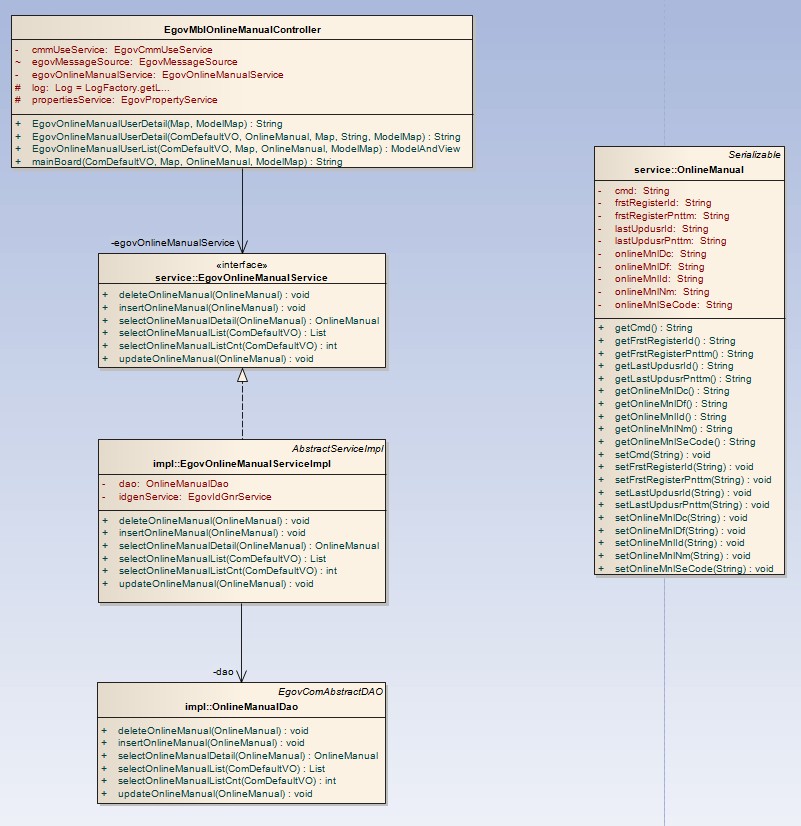 EgovMblOnlineManualController
- cmmUseService: EgovCmmUseService
~ egovMessageSource: EgovMessageSource
- egovOnlineManualService: EgovOnlineManualService
# log: Log = LogFactory.getL...
# propertiesService: EgovPropertyService
+ EgovOnlineManualUserDetail(Map, ModelMap) : String
+ EgovOnlineManualUserDetail(ComDefaultVO, OnlineManual, Map, String, ModelMap) : String
+ EgovOnlineManualUserList(ComDefaultVO, Map, OnlineManual, ModelMap) : ModelAndView
+ mainBoard(ComDefaultVO, Map, OnlineManual, ModelMap) : String
-egovOnlineManualService
«interface»
service::EgovOnlineManualService
+ deleteOnlineManual(OnlineManual) : void
+ insertOnlineManual(OnlineManual) : void
+ selectOnlineManualDetail(OnlineManual) : OnlineManual
+ selectOnlineManualList(ComDefaultVO) : List
+ selectOnlineManualListCnt(ComDefaultVO) : int
+ updateOnlineManual(OnlineManual) : void
AbstractServiceImpl
impl::EgovOnlineManualServiceImpl
- dao: OnlineManualDao
- idgenService: EgovIdGnrService
+ deleteOnlineManual(OnlineManual) : void
+ insertOnlineManual(OnlineManual) : void
+ selectOnlineManualDetail(OnlineManual) : OnlineManual
+ selectOnlineManualList(ComDefaultVO) : List
+ selectOnlineManualListCnt(ComDefaultVO) : int
+ updateOnlineManual(OnlineManual) : void
-dao
EgovComAbstractDAO
impl::OnlineManualDao
+ deleteOnlineManual(OnlineManual) : void
+ insertOnlineManual(OnlineManual) : void
+ selectOnlineManualDetail(OnlineManual) : OnlineManual
+ selectOnlineManualList(ComDefaultVO) : List
+ selectOnlineManualListCnt(ComDefaultVO) : int
+ updateOnlineManual(OnlineManual) : void
Serializable
service::OnlineManual
- cmd: String
- frstRegisterId: String
- frstRegisterPnttm: String
- lastUpdusrId: String
- lastUpdusrPnttm: String
- onlineMnlDc: String
- onlineMnlDf: String
- onlineMnlId: String
- onlineMnlNm: String
- onlineMnlSeCode: String
+ getCmd() : String
+ getFrstRegisterId() : String
+ getFrstRegisterPnttm() : String
+ getLastUpdusrId() : String
+ getLastUpdusrPnttm() : String
+ getOnlineMnlDc() : String
+ getOnlineMnlDf() : String
+ getOnlineMnlId() : String
+ getOnlineMnlNm() : String
+ getOnlineMnlSeCode() : String
+ setCmd(String) : void
+ setFrstRegisterId(String) : void
+ setFrstRegisterPnttm(String) : void
+ setLastUpdusrId(String) : void
+ setLastUpdusrPnttm(String) : void
+ setOnlineMnlDc(String) : void
+ setOnlineMnlDf(String) : void
+ setOnlineMnlId(String) : void
+ setOnlineMnlNm(String) : void
+ setOnlineMnlSeCode(String) : void